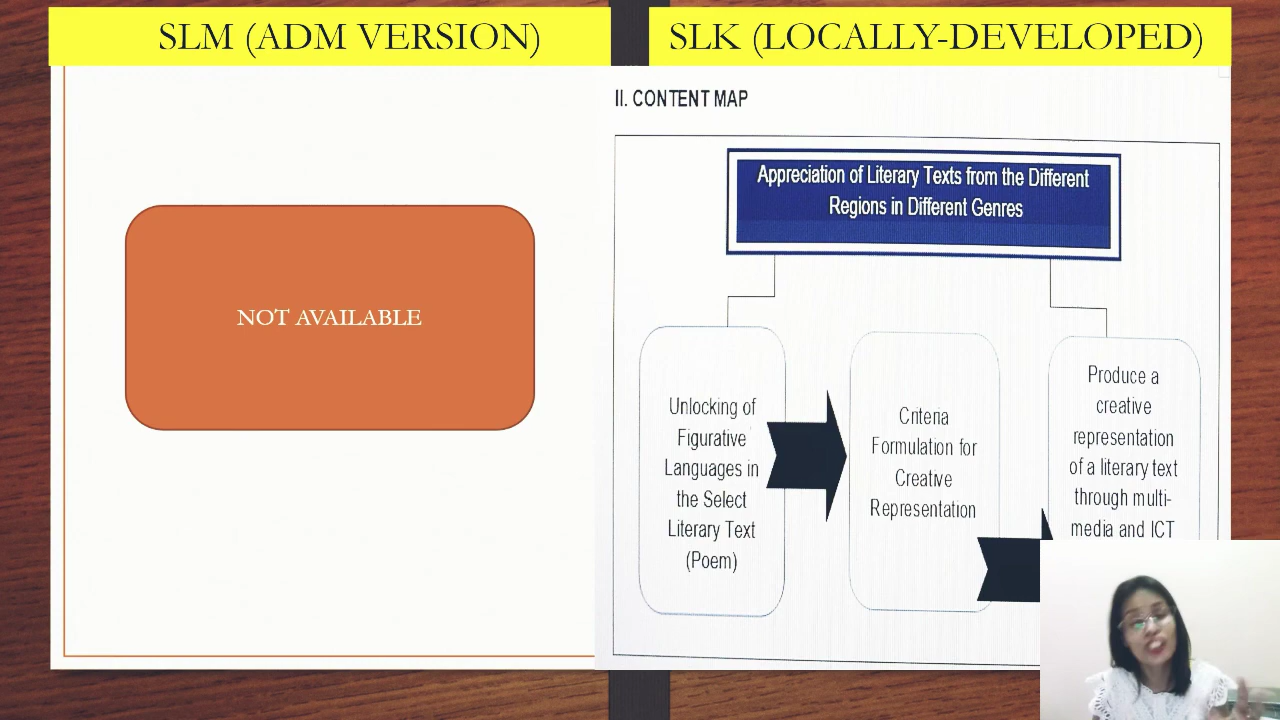 SLM (ADM VERSION)
SLK (LOCALLY-DEVELOPED)
NOT AVAILABLE
II. CONTENT MAP
Appreciation of Literary Texts from the Different
Regions in Different Genres
Unlocking of
Figurative
Languages in
the Select
Literary Text
(Poem)
Criteria
Formulation for
Creative
Representation
Produce a
creative
representation
of a literary text
through multi-
media and ICT